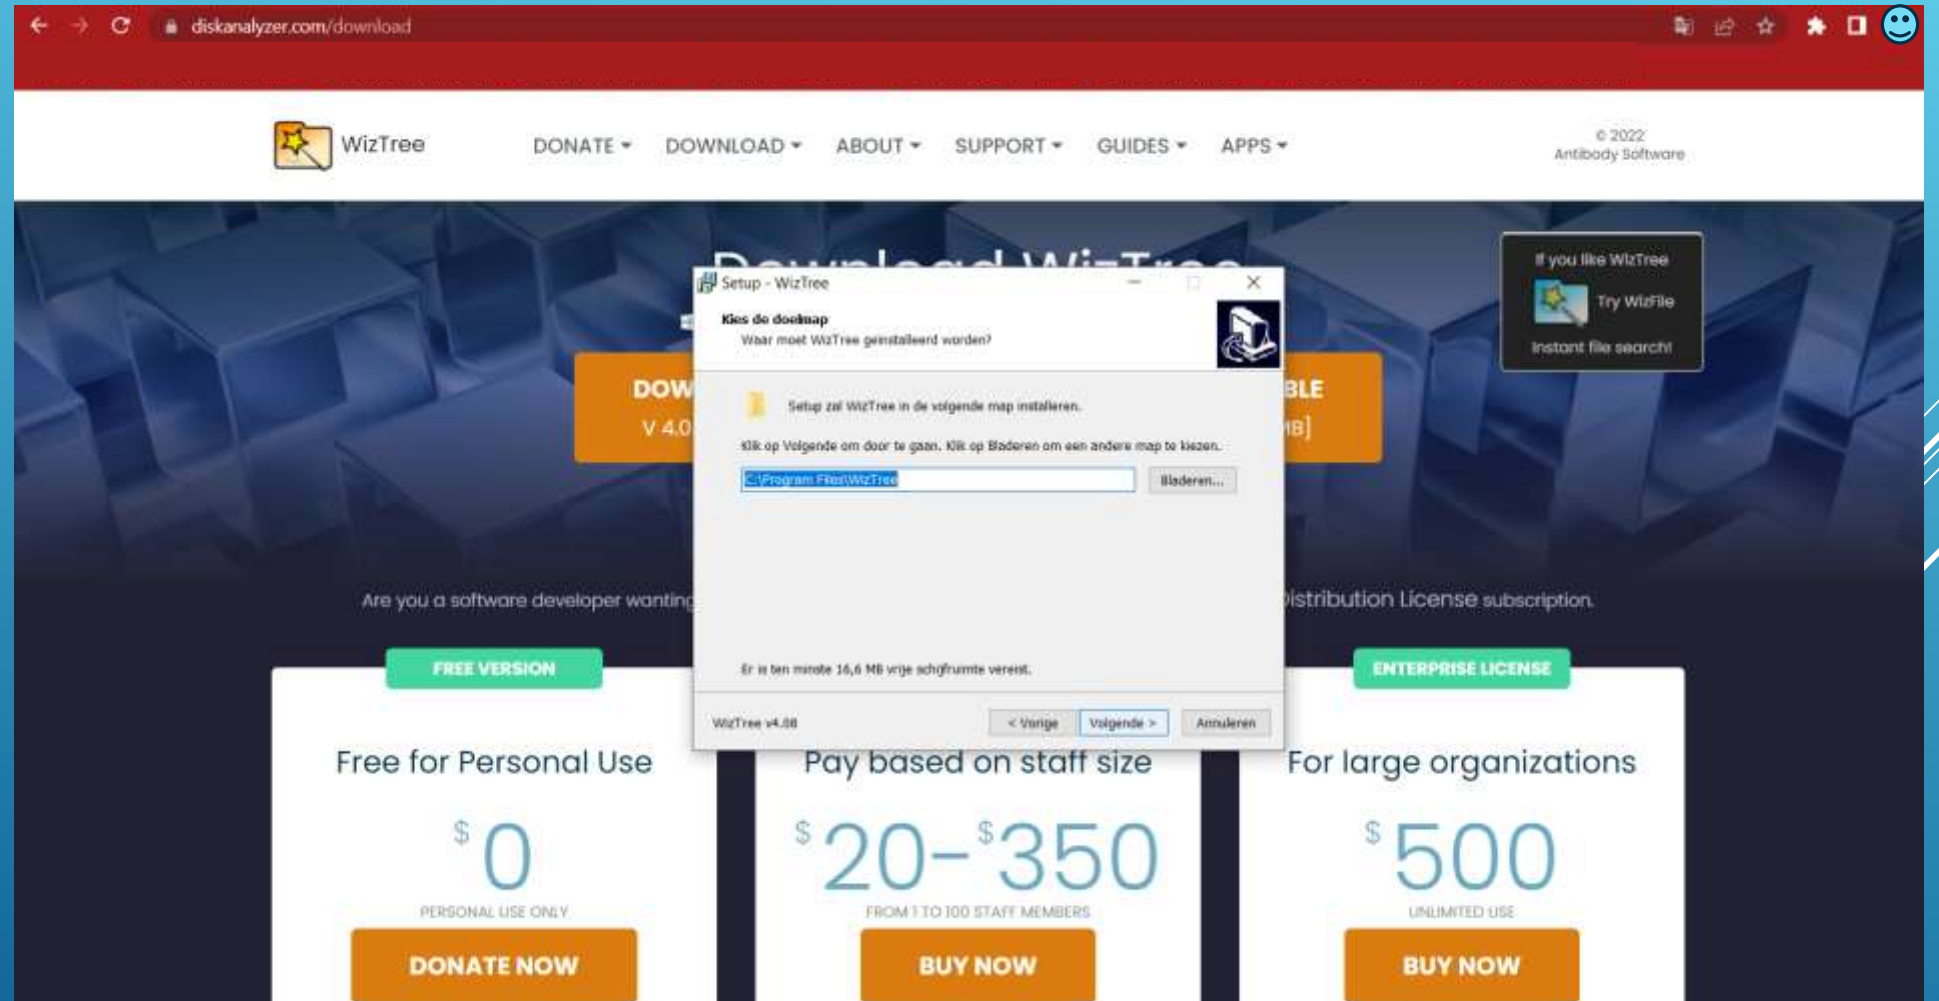 diskanalyzer.com/download
WizTree
DONATE
DOWNLOAD
ABOUT
SUPPORT
GUIDES
APPS
© 2022
Antibody Software
Download WizTree
If you like WizTree
Try WizFile
Instant file search!
Setup - WizTree
Kies de doelmap
Waar moet WizTree geïnstalleerd worden?
DOW
V 4.0
BLE
MB]
Setup zal WizTree in de volgende map installeren.
Klik op Volgende om door te gaan. Klik op Bladeren om een andere map te kiezen.
C:\Program Files\WizTree
Bladeren...
Er is ten minste 16,6 MB vrije schijfruimte vereist.
WizTree v4.08
< Vorige
Volgende >
Annuleren
Are you a software developer wanting
istribution License subscription.
FREE VERSION
ENTERPRISE LICENSE
Free for Personal Use
$0
PERSONAL USE ONLY
DONATE NOW
Pay based on staff size
$20-$350
FROM 1 TO 100 STAFF MEMBERS
BUY NOW
For large organizations
$500
UNLIMITED USE
BUY NOW